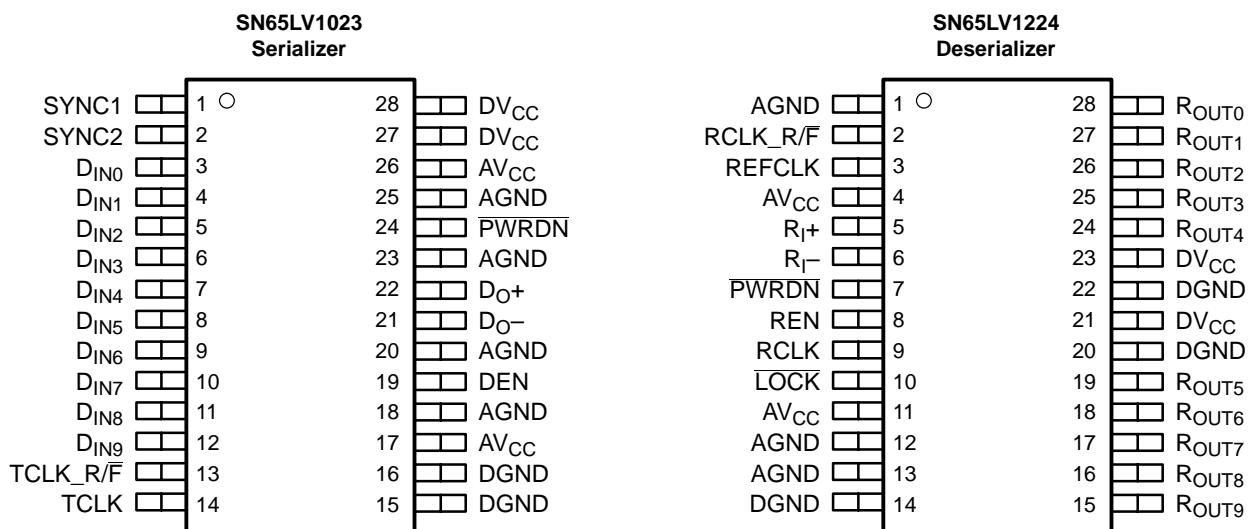 SN65LV1023
Serializer
SYNC1 1 28 DVCC
SYNC2 2 27 DVCC
DIN0 3 26 AVCC
DIN1 4 25 AGND
DIN2 5 24 PWRDN
DIN3 6 23 AGND
DIN4 7 22 DO+
DIN5 8 21 DO–
DIN6 9 20 AGND
DIN7 10 19 DEN
DIN8 11 18 AGND
DIN9 12 17 AVCC
TCLK_R/F̅ 13 16 DGND
TCLK 14 15 DGND
SN65LV1224
Deserializer
AGND 1 28 ROUT0
RCLK_R/F̅ 2 27 ROUT1
REFCLK 3 26 ROUT2
AVCC 4 25 ROUT3
RI+ 5 24 ROUT4
RI– 6 23 DVCC
PWRDN 7 22 DGND
REN 8 21 DVCC
RCLK 9 20 DGND
LOCK 10 19 ROUT5
AVCC 11 18 ROUT6
AGND 12 17 ROUT7
AGND 13 16 ROUT8
DGND 14 15 ROUT9